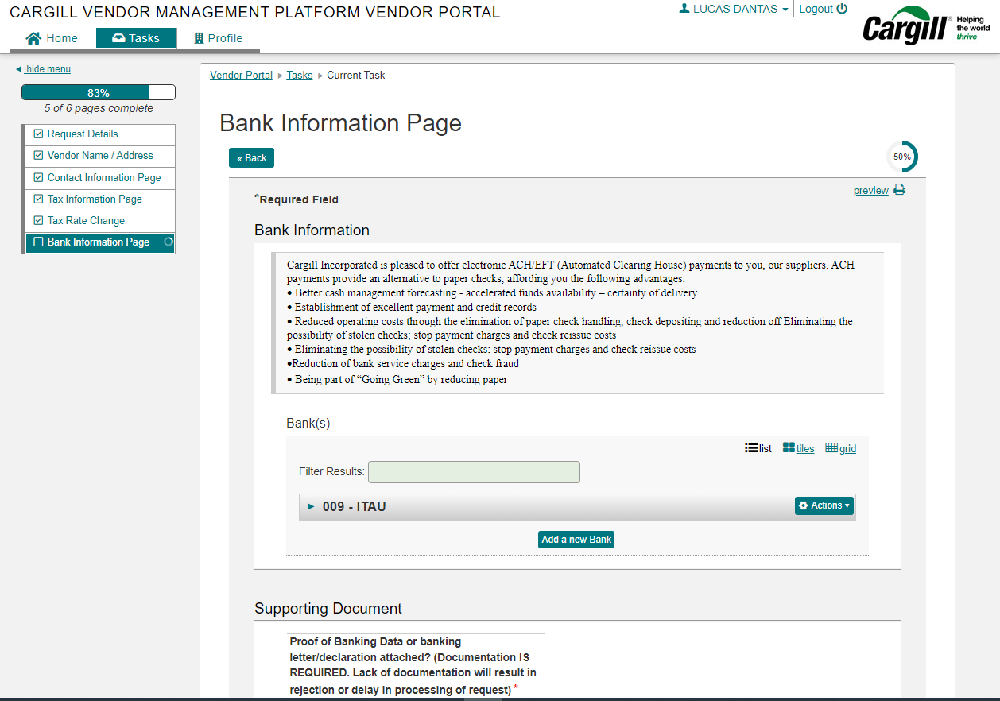 CARGILL VENDOR MANAGEMENT PLATFORM VENDOR PORTAL
LUCAS DANTAS
Logout
Cargill®
Helping
the world
thrive
Home
Tasks
Profile
hide menu
83%
5 of 6 pages complete
Request Details
Vendor Name / Address
Contact Information Page
Tax Information Page
Tax Rate Change
Bank Information Page
Vendor Portal ▸ Tasks ▸ Current Task
Bank Information Page
« Back
50%
preview
*Required Field
Bank Information
Cargill Incorporated is pleased to offer electronic ACH/EFT (Automated Clearing House) payments to you, our suppliers. ACH
payments provide an alternative to paper checks, affording you the following advantages:
• Better cash management forecasting - accelerated funds availability – certainty of delivery
• Establishment of excellent payment and credit records
• Reduced operating costs through the elimination of paper check handling, check depositing and reduction off Eliminating the
possibility of stolen checks; stop payment charges and check reissue costs
• Eliminating the possibility of stolen checks; stop payment charges and check reissue costs
•Reduction of bank service charges and check fraud
• Being part of “Going Green” by reducing paper
Bank(s)
list tiles grid
Filter Results:
009 - ITAU
Actions
Add a new Bank
Supporting Document
Proof of Banking Data or banking
letter/declaration attached? (Documentation IS
REQUIRED. Lack of documentation will result in
rejection or delay in processing of request) *